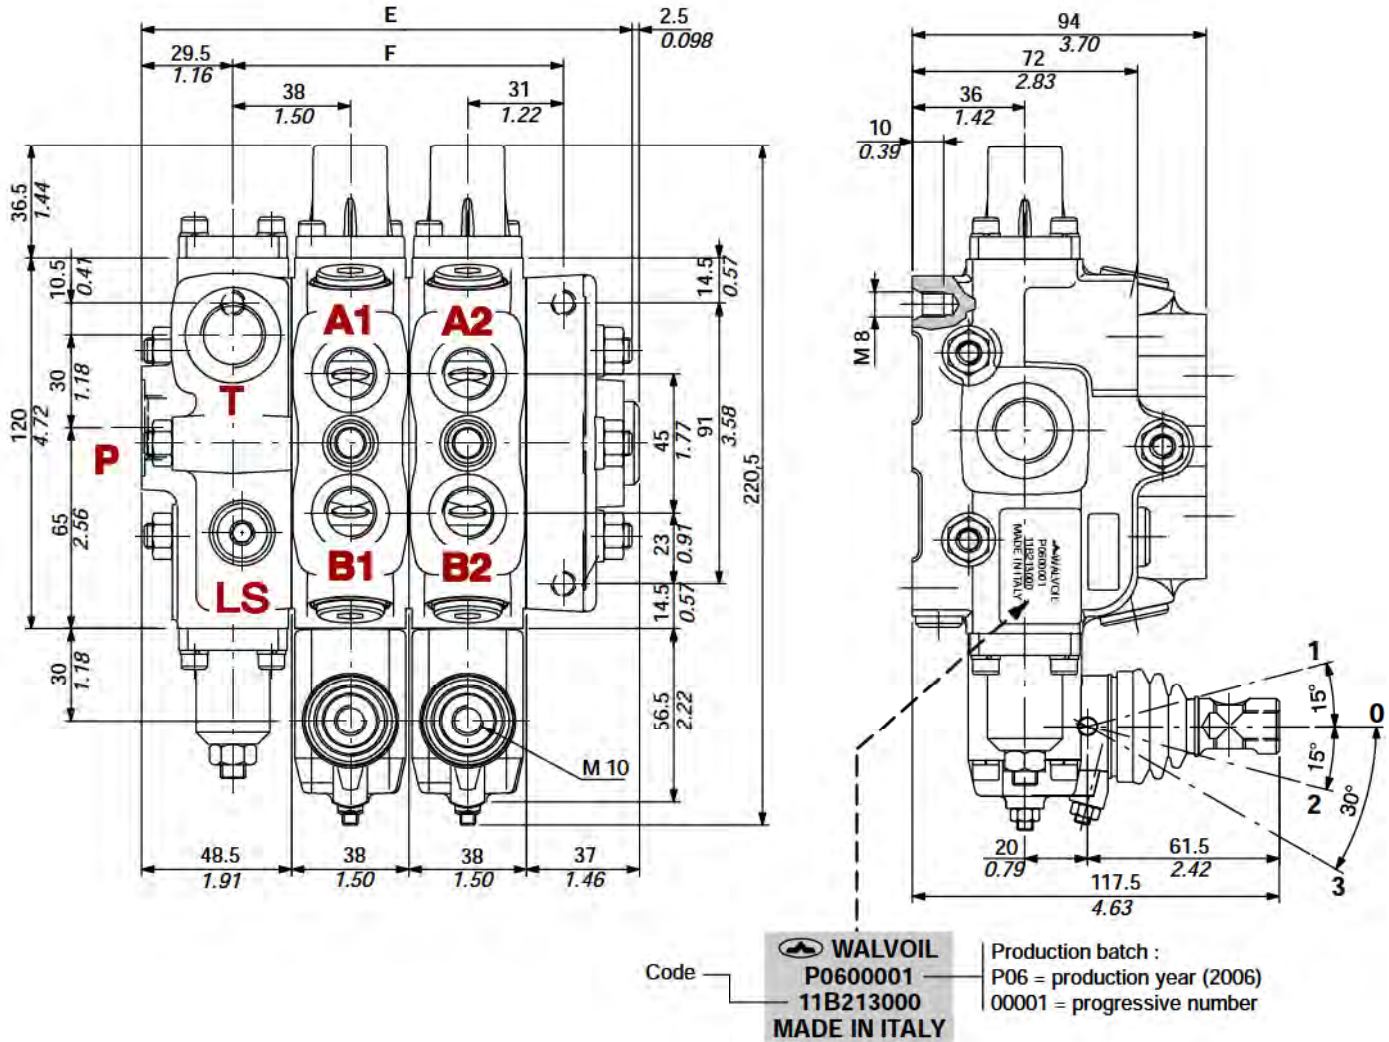 E
2.5
0.098
29.5
1.16
F
38
1.50
31
1.22
36.5
1.44
10.5
0.41
14.5
0.57
A1
A2
30
1.18
T
120
4.72
P
45
1.77
91
3.58
220,5
65
2.56
23
0.91
B1
B2
LS
14.5
0.57
30
1.18
56.5
2.22
M 10
48.5
1.91
38
1.50
38
1.50
37
1.46
94
3.70
72
2.83
36
1.42
10
0.39
M 8
WALVOIL
P0600001
11B213000
MADE IN ITALY
1
15°
0
15°
2
30°
3
20
0.79
61.5
2.42
117.5
4.63
Code
WALVOIL
P0600001
11B213000
MADE IN ITALY
Production batch :
P06 = production year (2006)
00001 = progressive number